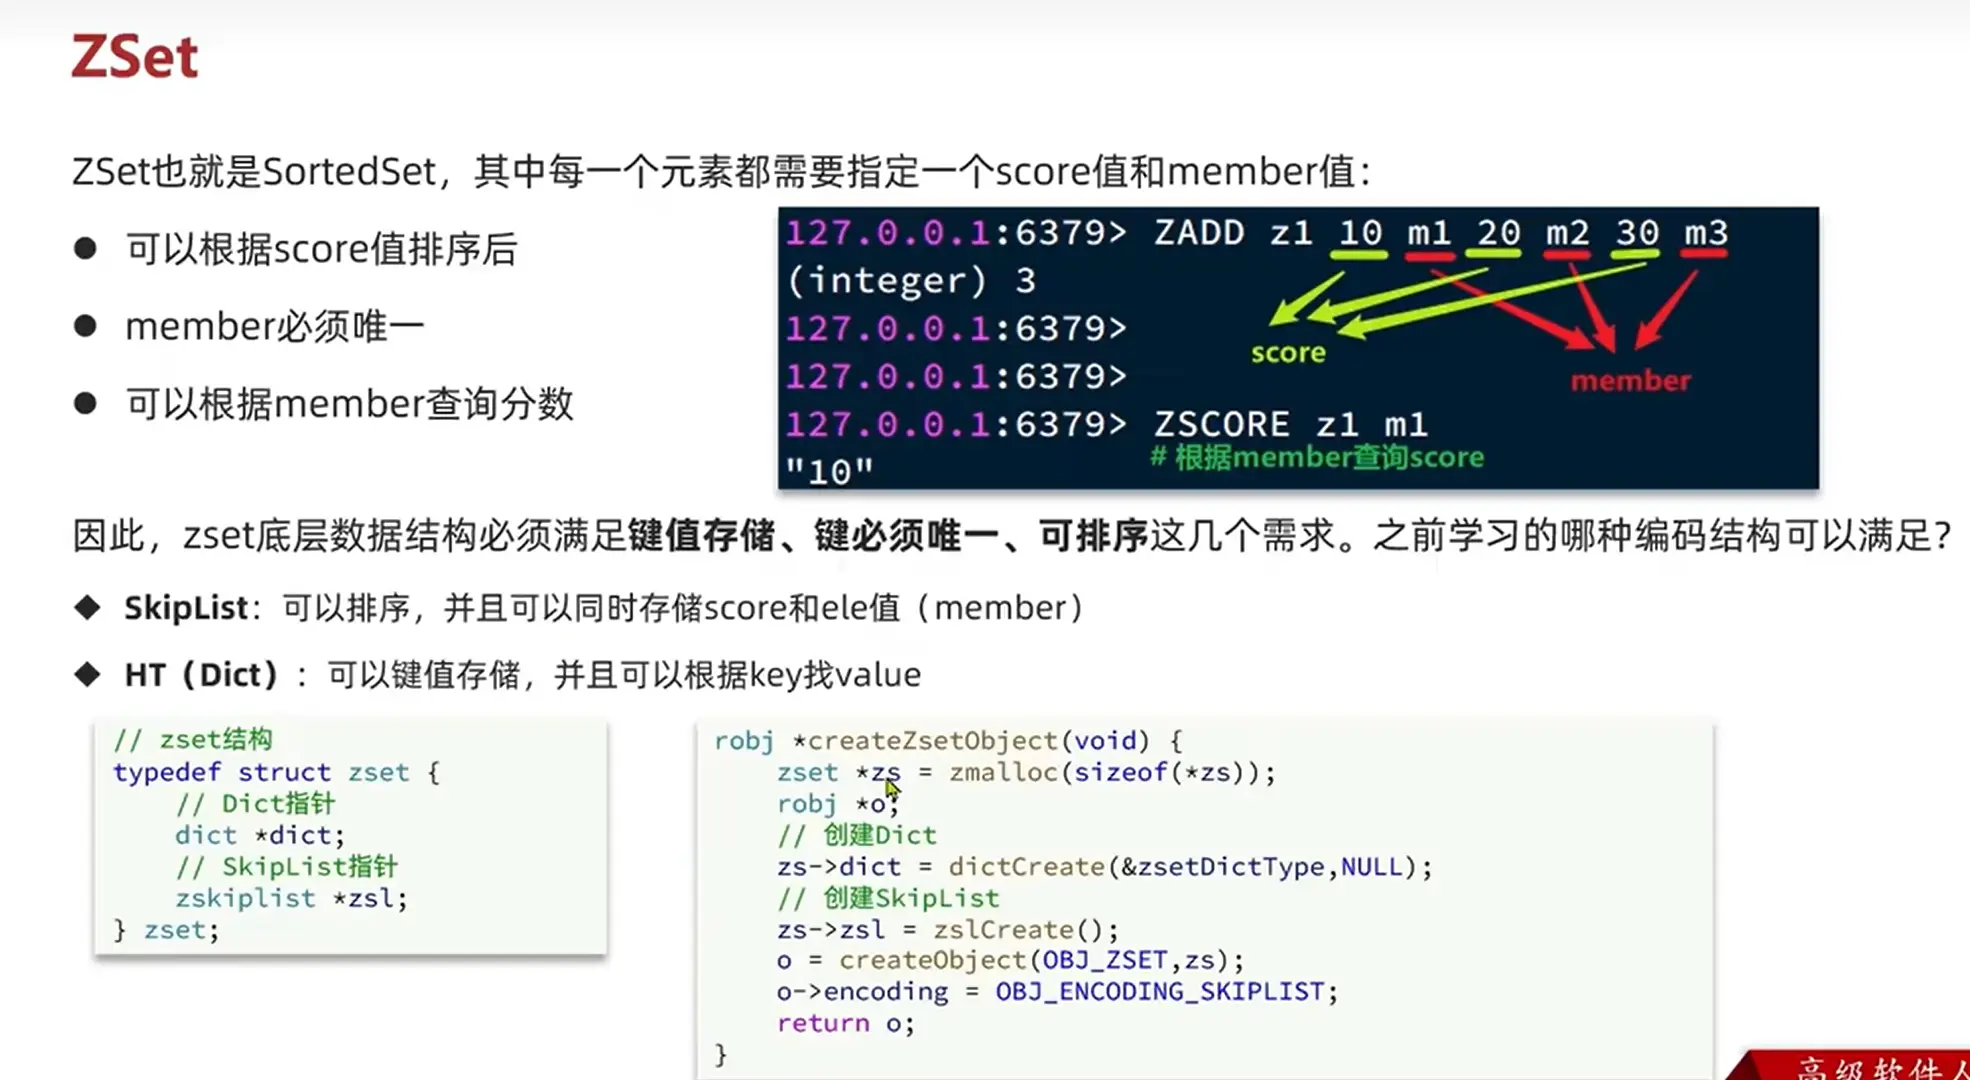 ZSet
ZSet也就是SortedSet，其中每一个元素都需要指定一个score值和member值：
● 可以根据score值排序后
● member必须唯一
● 可以根据member查询分数
127.0.0.1:6379> ZADD z1 10 m1 20 m2 30 m3
(integer) 3
127.0.0.1:6379>
score
127.0.0.1:6379>
member
127.0.0.1:6379> ZSCORE z1 m1
# 根据member查询score
"10"
因此，zset底层数据结构必须满足键值存储、键必须唯一、可排序这几个需求。之前学习的哪种编码结构可以满足？
◆ SkipList：可以排序，并且可以同时存储score和ele值（member）
◆ HT（Dict）：可以键值存储，并且可以根据key找value
// zset结构
typedef struct zset {
// Dict指针
dict *dict;
// SkipList指针
zskiplist *zsl;
} zset;
robj *createZsetObject(void) {
zset *zs = zmalloc(sizeof(*zs));
robj *o;
// 创建Dict
zs->dict = dictCreate(&zsetDictType,NULL);
// 创建SkipList
zs->zsl = zslCreate();
o = createObject(OBJ_ZSET,zs);
o->encoding = OBJ_ENCODING_SKIPLIST;
return o;
}
高级软件人